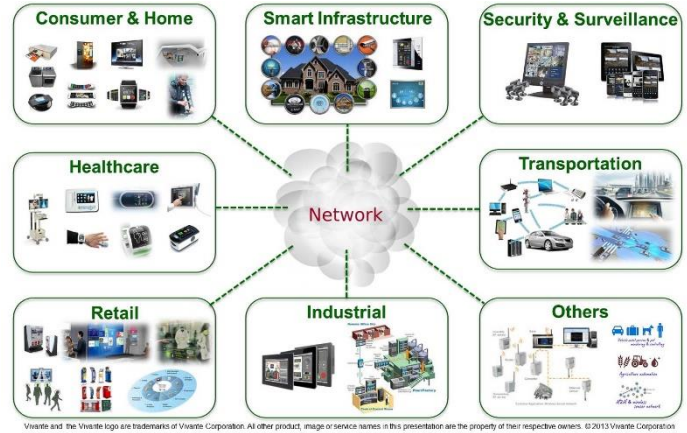 Consumer & Home
Smart Infrastructure
Security & Surveillance
Healthcare
Network
Transportation
Retail
Industrial
Others
Agriculture automation
Vivante and the Vivante logo are trademarks of Vivante Corporation. All other product, image or service names in this presentation are the property of their respective owners. © 2013 Vivante Corporation